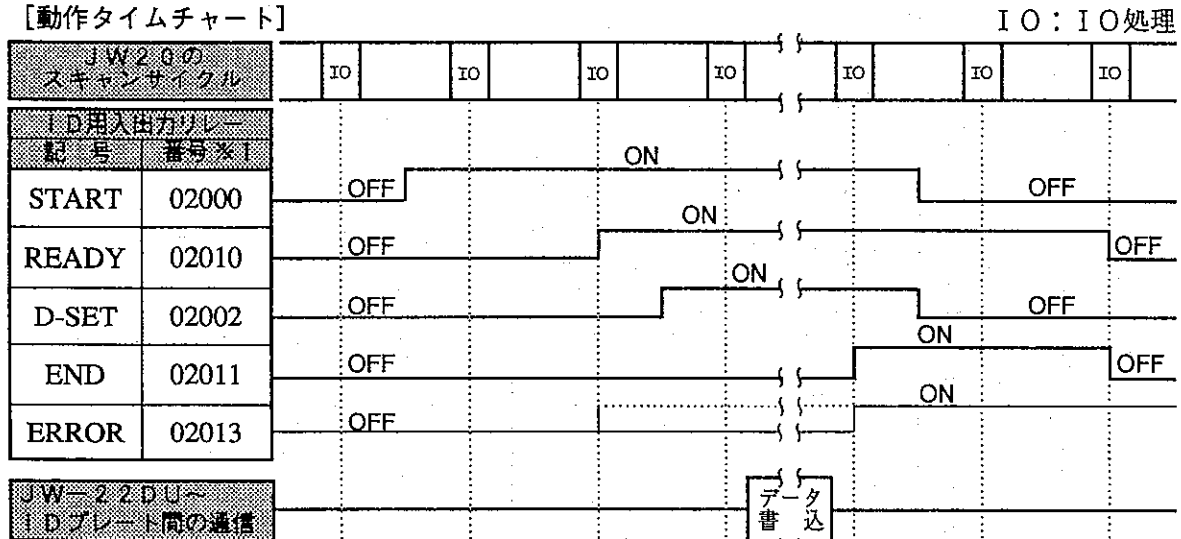 [動作タイムチャート]
IO:IO処理
JW20の
スキャンサイクル
IO IO IO IO IO IO IO
ID用入出力リレー
記号 番号※1
START 02000 OFF ON OFF
READY 02010 OFF ON OFF
D-SET 02002 OFF ON OFF
END 02011 OFF ON OFF
ERROR 02013 OFF ON
JW-22DU~
IDプレート間の通信
データ
書込